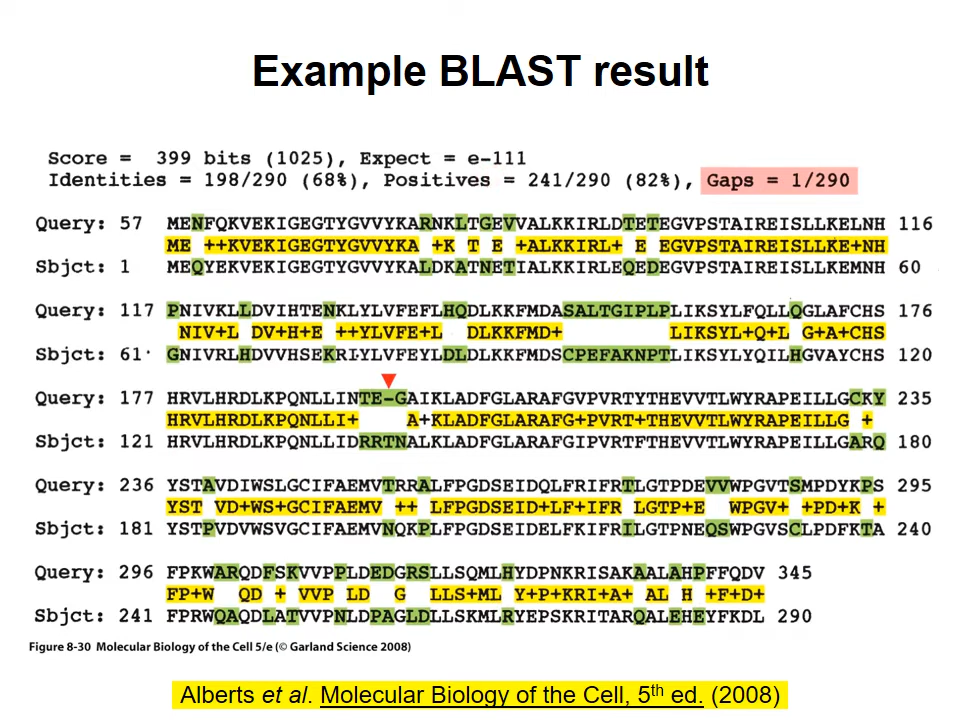 Example BLAST result
Score = 399 bits (1025), Expect = e-111
Identities = 198/290 (68%), Positives = 241/290 (82%), Gaps = 1/290
Query: 57 MENFQKVEKIGEGTYGVVYKARNKLTGEVVALKKIRLDTETEGVPSTAIREISLLKELNH 116
ME ++KVEKIGEGTYGVVYKA +K T E +ALKKIRL+ E EGVPSTAIREISLLKE+NH
Sbjct: 1 MEQYEKVEKIGEGTYGVVYKALDKATNETIALKKIRLEQEDEGVPSTAIREISLLKEMNH 60
Query: 117 PNIVKLLDVIHTENKLYLVFEFLHQDLKKFMDASALTGIPLPLIKSYLFQLLQGLAFCHS 176
NIV+L DV+H+E ++YLVFE+L DLKKFMD+ LIKSYL+Q+L G+A+CHS
Sbjct: 61 GNIVRLHDVVHSEKRIYLVFEYLDLDLKKFMDSCPEFAKNPTLIKSYLYQILHGVAYCHS 120
Query: 177 HRVLHRDLKPQNLLINTE-GAIKLADFGLARAFGVPVRTYTHEVVTLWYRAPEILLGCKY 235
HRVLHRDLKPQNLLI+ A+KLADFGLARAFG+PVRT+THEVVTLWYRAPEILLG +
Sbjct: 121 HRVLHRDLKPQNLLIDRRTNALKLADFGLARAFGIPVRTFTHEVVTLWYRAPEILLGARQ 180
Query: 236 YSTAVDIWSLGCIFAEMVTRRALFPGDSEIDQLFRIFRTLGTPDEVVWPGVTSMPDYKPS 295
YST VD+WS+GCIFAEMV ++ LFPGDSEID+LF+IFR LGTP+E WPGV+ +PD+K +
Sbjct: 181 YSTPVDVWSVGCIFAEMVNQKPLFPGDSEIDELFKIFRILGTPNEQSWPGVSCLPDFKTA 240
Query: 296 FPKWARQDFSKVVPPLDEDGRSLLSQMLHYDPNKRISAKAALAHPFFQDV 345
FP+W QD + VVP LD G LLS+ML Y+P+KRI+A+ AL H +F+D+
Sbjct: 241 FPRWQAQDLATVVPNLDPAGLDLLSKMLRYEPSKRITARQALEHEYFKDL 290
Figure 8-30 Molecular Biology of the Cell 5/e (© Garland Science 2008)
Alberts et al. Molecular Biology of the Cell, 5th ed. (2008)